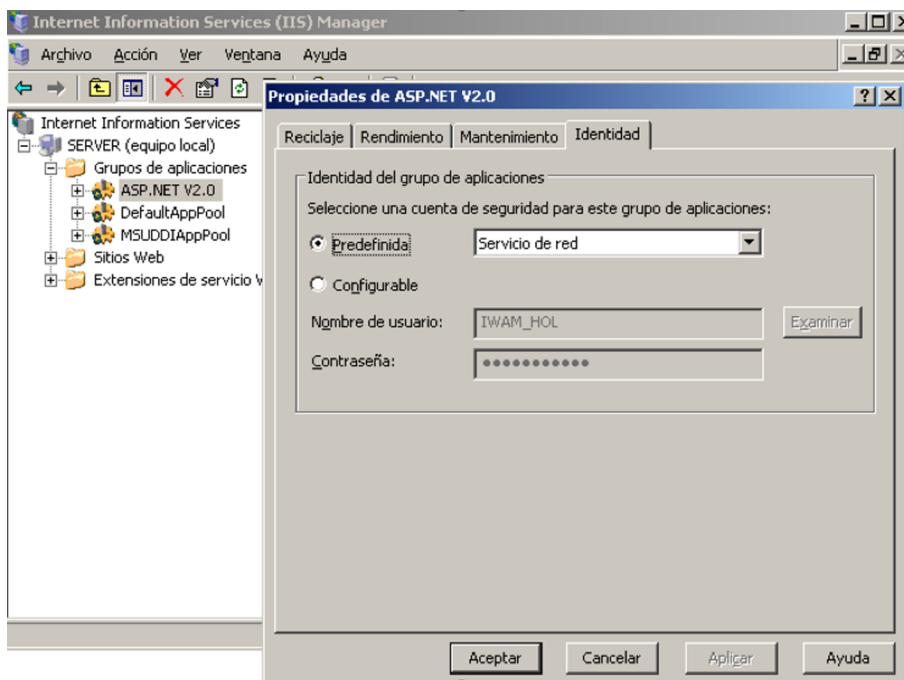 Internet Information Services (IIS) Manager
Archivo Acción Ver Ventana Ayuda
Internet Information Services
SERVER (equipo local)
Grupos de aplicaciones
ASP.NET V2.0
DefaultAppPool
MSUDDIAppPool
Sitios Web
Extensiones de servicio
Propiedades de ASP.NET V2.0
Reciclaje Rendimiento Mantenimiento Identidad
Identidad del grupo de aplicaciones
Seleccione una cuenta de seguridad para este grupo de aplicaciones:
Predefinida Servicio de red
Configurable
Nombre de usuario: IWAM_HOL Examinar
Contraseña: ●●●●●●●●●●●
Aceptar Cancelar Aplicar Ayuda